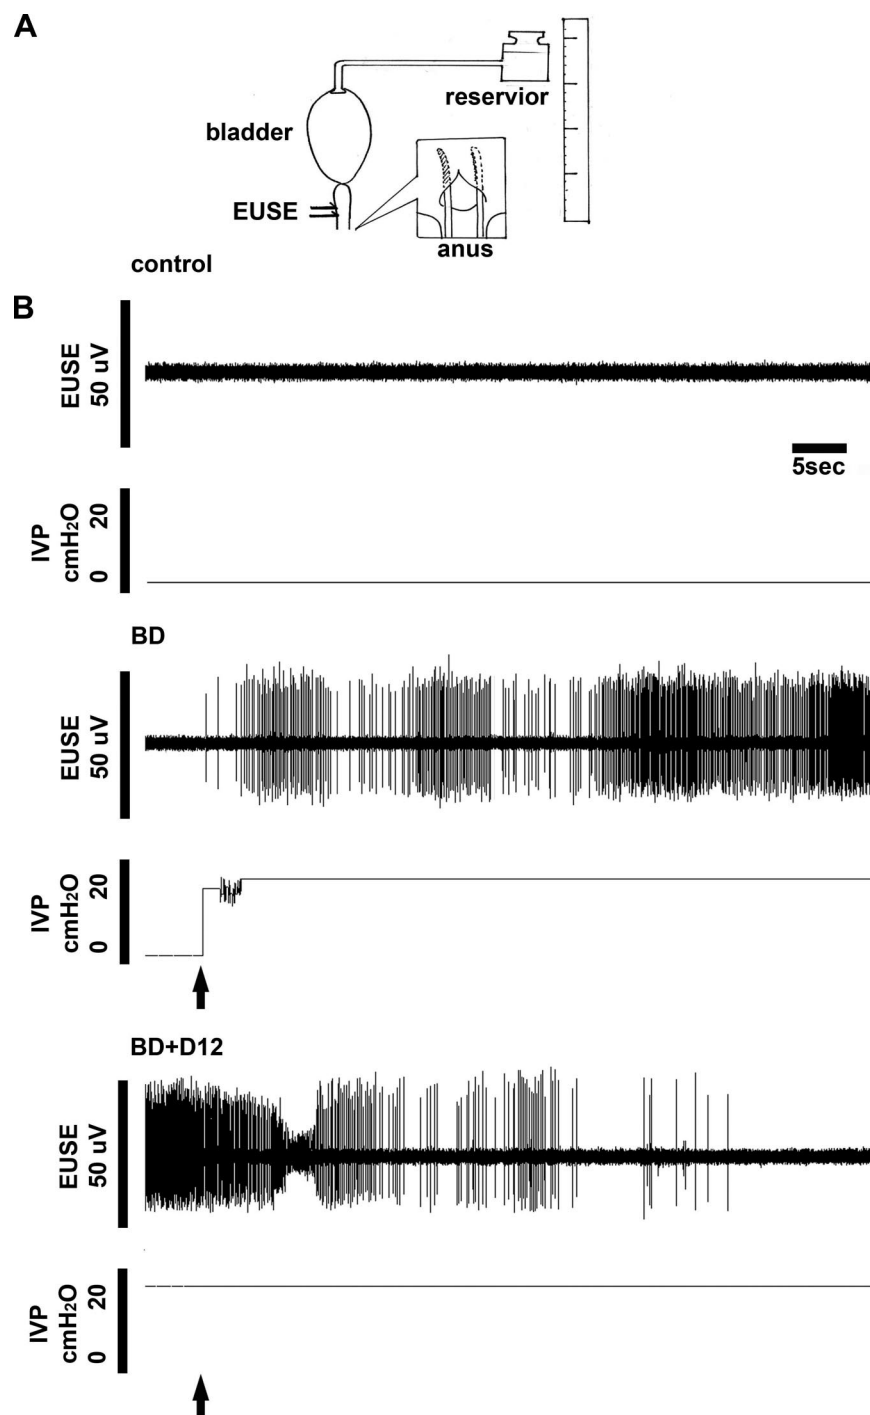 A
reservior
bladder
EUSE
anus
control
B
EUSE
50 uV
5sec
IVP
cmH2O
0 20
BD
EUSE
50 uV
IVP
cmH2O
0 20
BD+D12
EUSE
50 uV
IVP
cmH2O
0 20